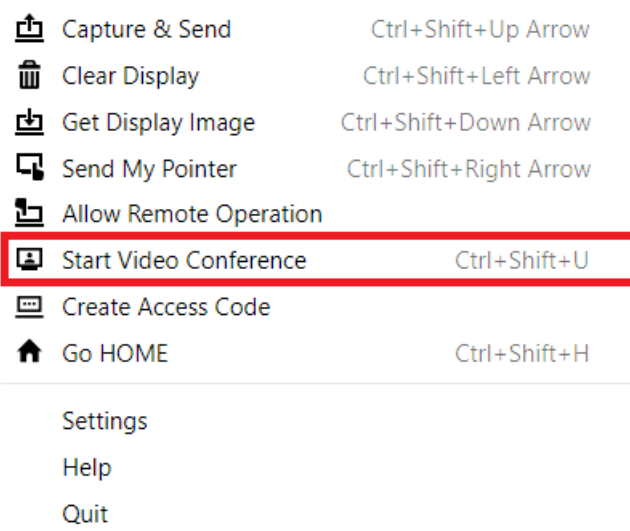 Capture & Send Ctrl+Shift+Up Arrow
Clear Display Ctrl+Shift+Left Arrow
Get Display Image Ctrl+Shift+Down Arrow
Send My Pointer Ctrl+Shift+Right Arrow
Allow Remote Operation
Start Video Conference Ctrl+Shift+U
Create Access Code
Go HOME Ctrl+Shift+H
Settings
Help
Quit